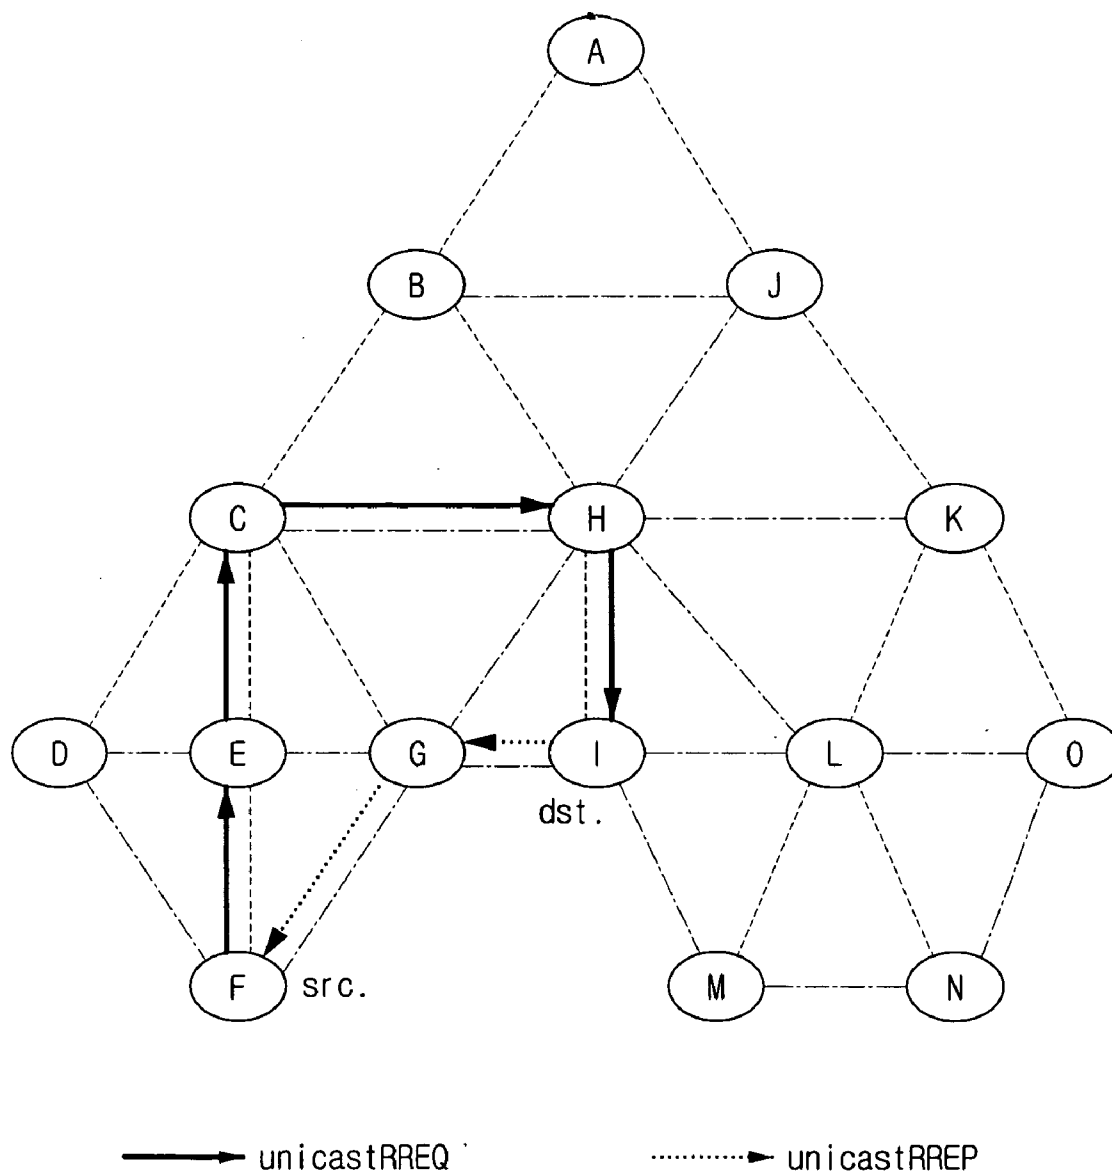 A
B J
C H K
D E G I L O
dst.
F src. M N
unicastRREQ unicastRREP